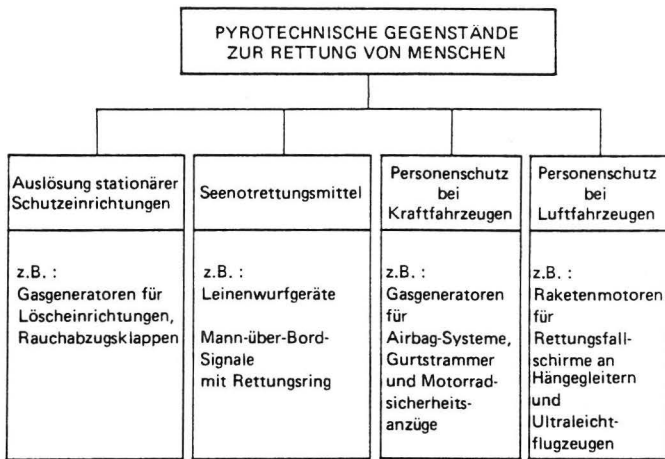 PYROTECHNISCHE GEGENSTÄNDE
ZUR RETTUNG VON MENSCHEN
Auslösung stationärer
Schutzeinrichtungen
z.B. :
Gasgeneratoren für
Löscheinrichtungen,
Rauchabzugsklappen
Seenotrettungsmittel
z.B. :
Leinenwurfgeräte
Mann-über-Bord-
Signale
mit Rettungsring
Personenschutz
bei
Kraftfahrzeugen
z.B. :
Gasgeneratoren
für
Airbag-Systeme,
Gurtstrammer
und Motorrad-
sicherheits-
anzüge
Personenschutz
bei
Luftfahrzeugen
z.B. :
Raketenmotoren
für
Rettungsfall-
schirme an
Hängegleitern
und
Ultraleicht-
flugzeugen